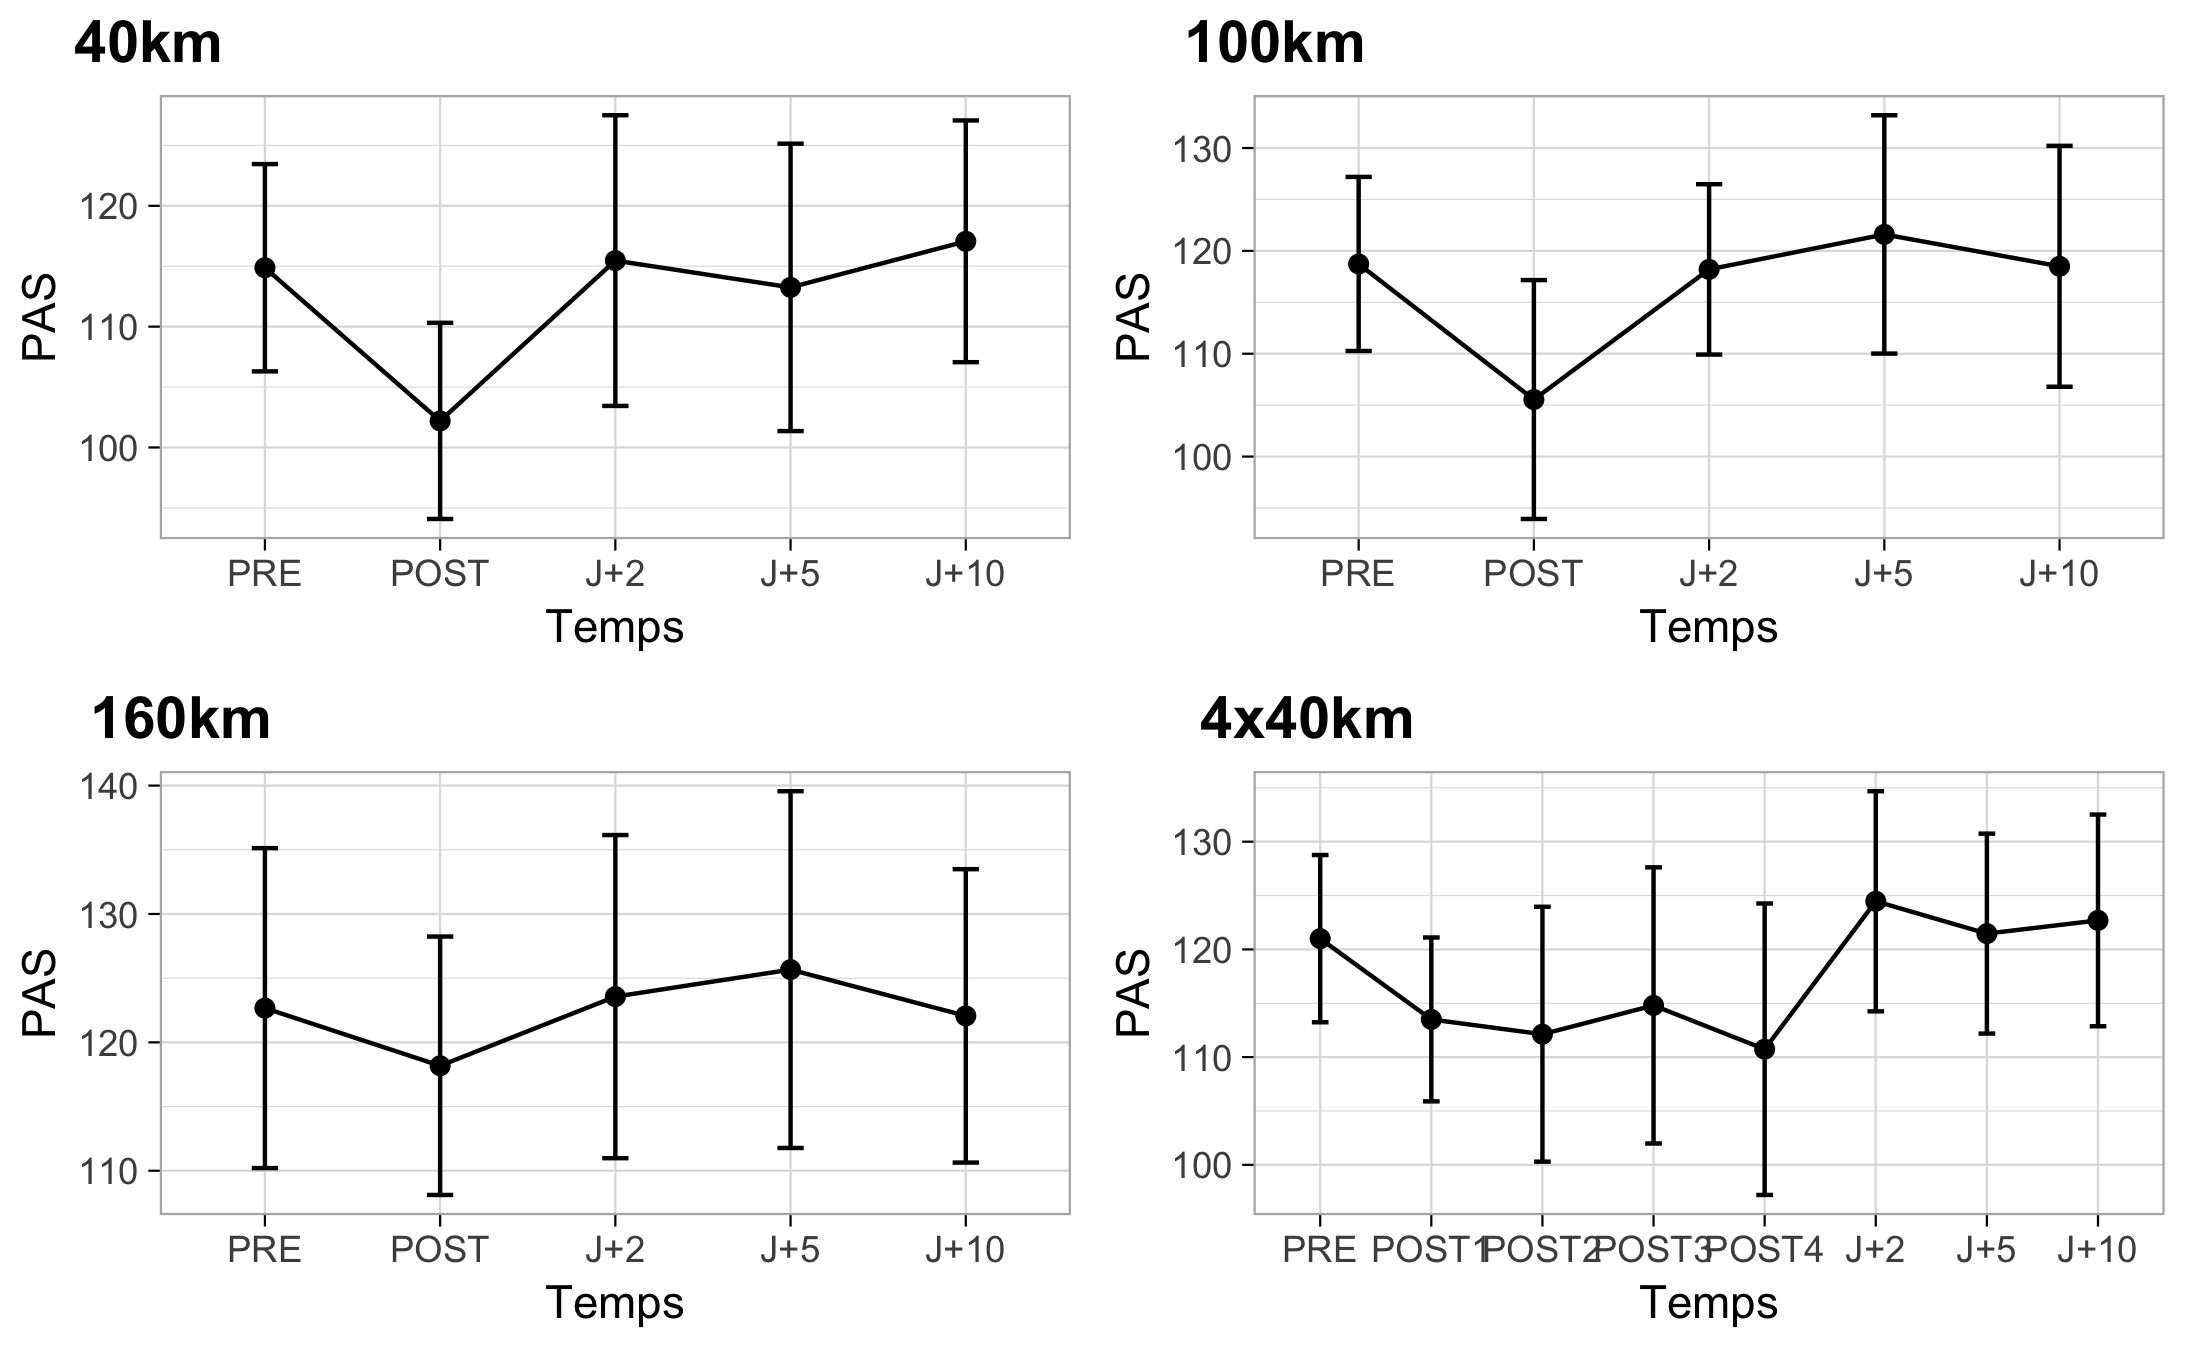 40km
PAS
120
110
100
PRE POST J+2 J+5 J+10
Temps
100km
PAS
130
120
110
100
PRE POST J+2 J+5 J+10
Temps
160km
PAS
140
130
120
110
PRE POST J+2 J+5 J+10
Temps
4x40km
PAS
130
120
110
100
PRE POST1 POST2 POST3 POST4 J+2 J+5 J+10
Temps